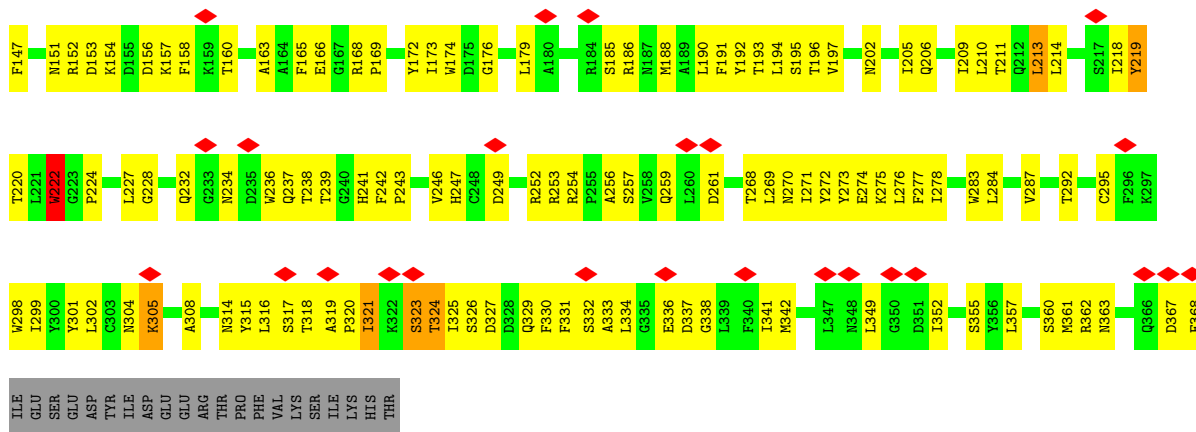 F147 N151 R152 D153 K154 D155 D156 K157 F158 K159 T160 A163 A164 F165 E166 G167 R168 P169 Y172 I173 W174 D175 G176 L179 A180 R184 S185 R186 N187 M188 A189 L190 F191 Y192 T193 L194 S195 T196 V197 N202 I205 Q206 I209 L210 T211 Q212 L213 L214 S217 I218 Y219
T220 L221 W222 G223 P224 L227 G228 Q232 G233 N234 D235 W236 Q237 T238 T239 G240 H241 F242 P243 V246 H247 C248 D249 R252 R253 R254 P255 A256 S257 V258 Q259 L260 D261 T268 L269 N270 I271 Y272 Y273 E274 K275 L276 F277 I278 W283 L284 V287 T292 C295 F296 K297
W298 I299 Y300 Y301 L302 C303 N304 K305 A308 N314 Y315 L316 S317 T318 A319 P320 I321 K322 S323 T324 I325 S326 D327 D328 Q329 F330 F331 S332 A333 L334 G335 E336 D337 G338 L339 F340 I341 M342 L347 N348 L349 G350 D351 I352 S355 Y356 L357 S360 M361 R362 N363 Q366 D367
ILE GLU SER GLU ASP TYR ILE ASP GLU GLU ARG THR PRO PHE VAL LYS SER ILE LYS HIS THR